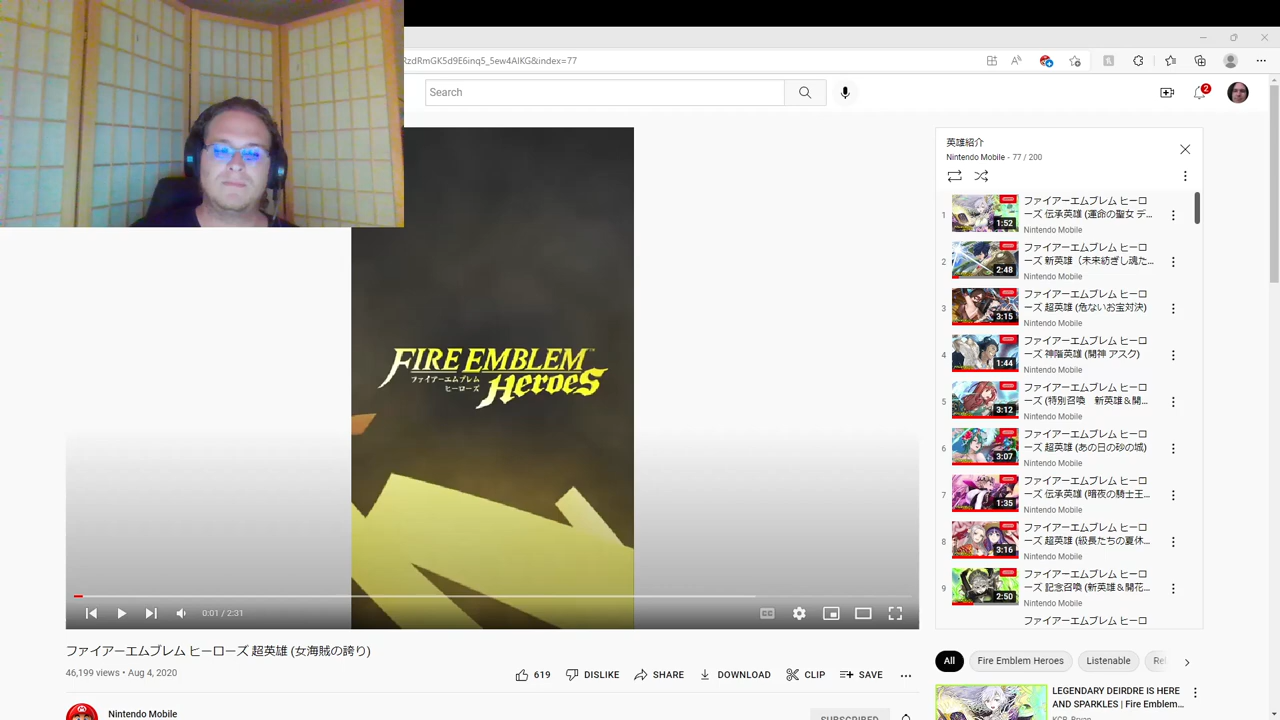 RzdRmGK5d9E6inq5_5ew4AIKG&index=77
Search
2
FIRE EMBLEM™
ファイアーエムブレム
ヒーローズ
Heroes
0:01 / 2:31
CC
ファイアーエムブレム ヒーローズ 超英雄 (女海賊の誇り)
46,199 views • Aug 4, 2020
619
DISLIKE
SHARE
DOWNLOAD
CLIP
SAVE
Nintendo Mobile
SUBSCRIBED
英雄紹介
Nintendo Mobile - 77 / 200
1
1:52
ファイアーエムブレム ヒーロ
ーズ 伝承英雄 (運命の聖女 デ...
Nintendo Mobile
2
2:48
ファイアーエムブレム ヒーロ
ーズ 新英雄（未来紡ぎし魂た...
Nintendo Mobile
3
3:15
ファイアーエムブレム ヒーロ
ーズ 超英雄 (危ないお宝対決)
Nintendo Mobile
4
1:44
ファイアーエムブレム ヒーロ
ーズ 神階英雄 (開神 アスク)
Nintendo Mobile
5
3:12
ファイアーエムブレム ヒーロ
ーズ (特別召喚　新英雄＆開...
Nintendo Mobile
6
3:07
ファイアーエムブレム ヒーロ
ーズ 超英雄 (あの日の砂の城)
Nintendo Mobile
7
1:35
ファイアーエムブレム ヒーロ
ーズ 伝承英雄 (暗夜の騎士王...
Nintendo Mobile
8
3:16
ファイアーエムブレム ヒーロ
ーズ 超英雄 (級長たちの夏休...
Nintendo Mobile
9
2:50
ファイアーエムブレム ヒーロ
ーズ 記念召喚 (新英雄＆開花...
Nintendo Mobile
ファイアーエムブレム ヒーロ
All
Fire Emblem Heroes
Listenable
Rel
LEGENDARY DEIRDRE IS HERE
AND SPARKLES | Fire Emblem...